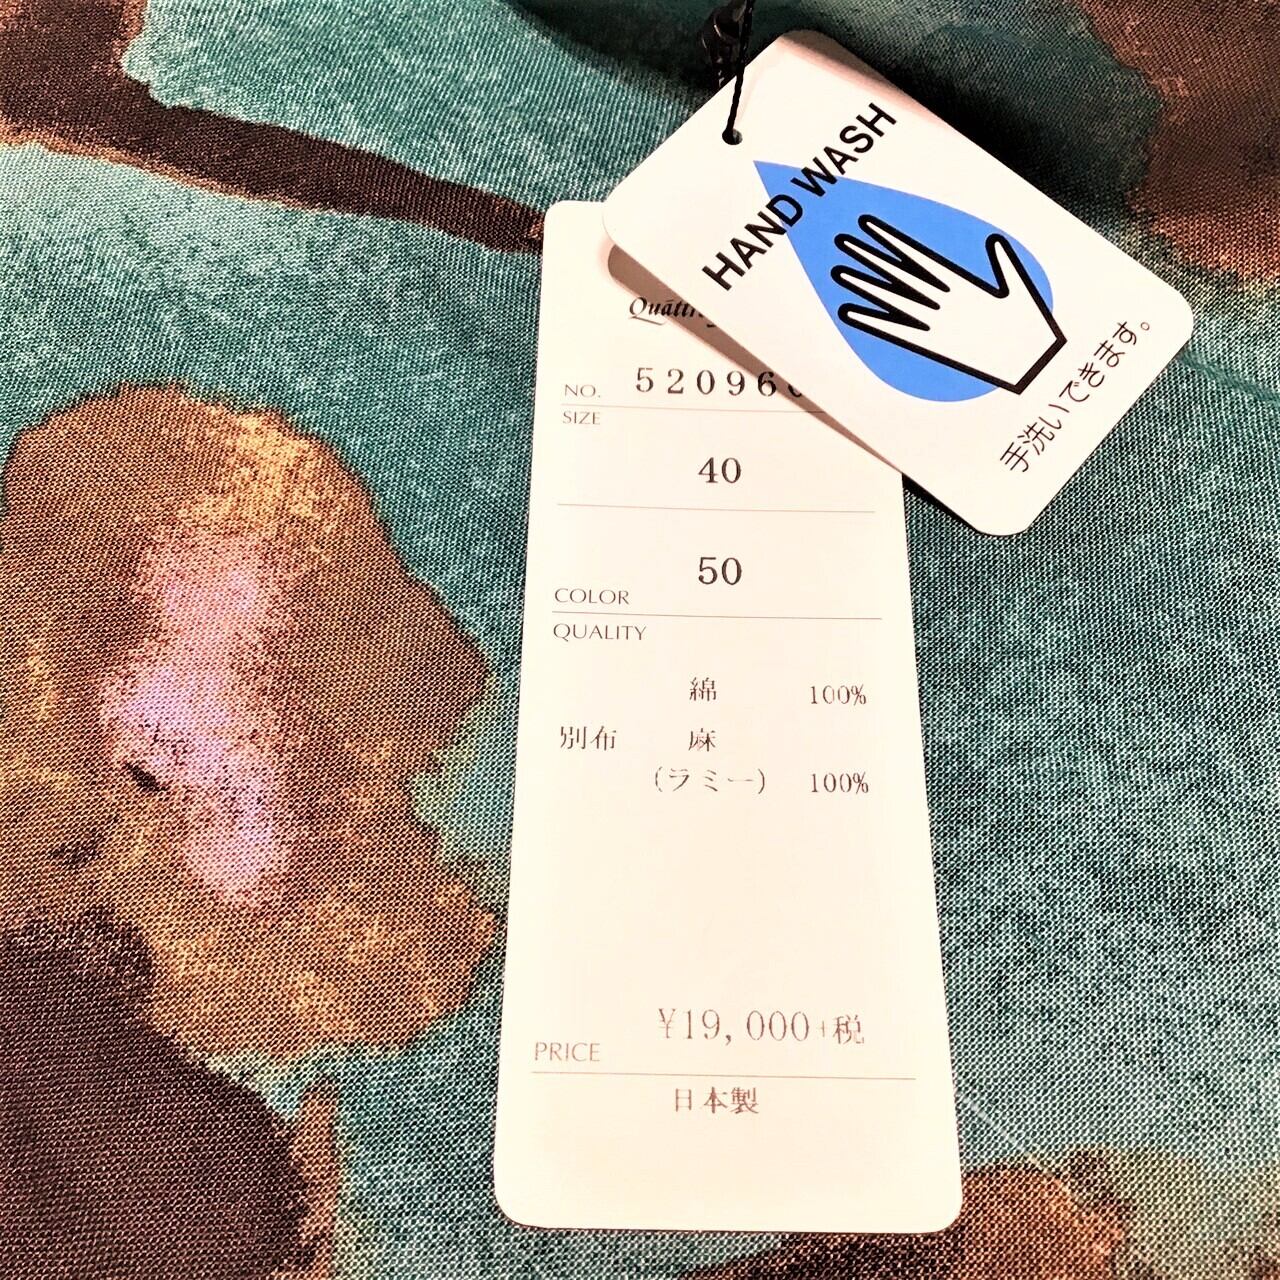 HAND WASH
手洗いできます。
NO. 52096
SIZE
40
50
COLOR
QUALITY
綿 100%
別布 麻
(ラミー) 100%
¥19,000+税
PRICE
日本製